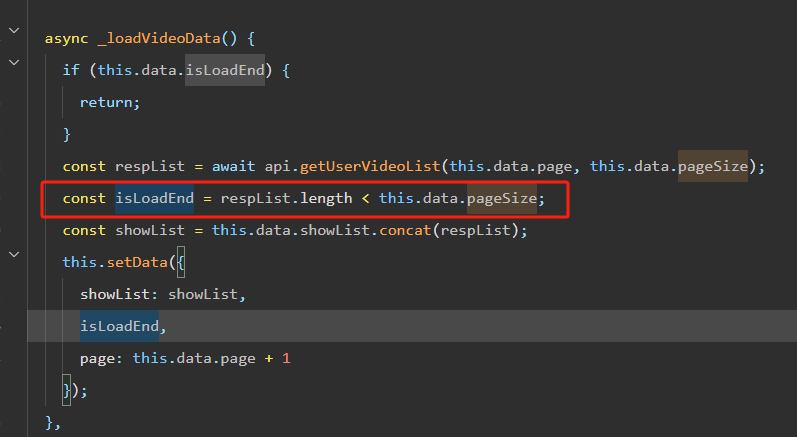 async _loadVideoData() {
if (this.data.isLoadEnd) {
return;
}
const respList = await api.getUserVideoList(this.data.page, this.data.pageSize);
const isLoadEnd = respList.length < this.data.pageSize;
const showList = this.data.showList.concat(respList);
this.setData({
showList: showList,
isLoadEnd,
page: this.data.page + 1
});
},